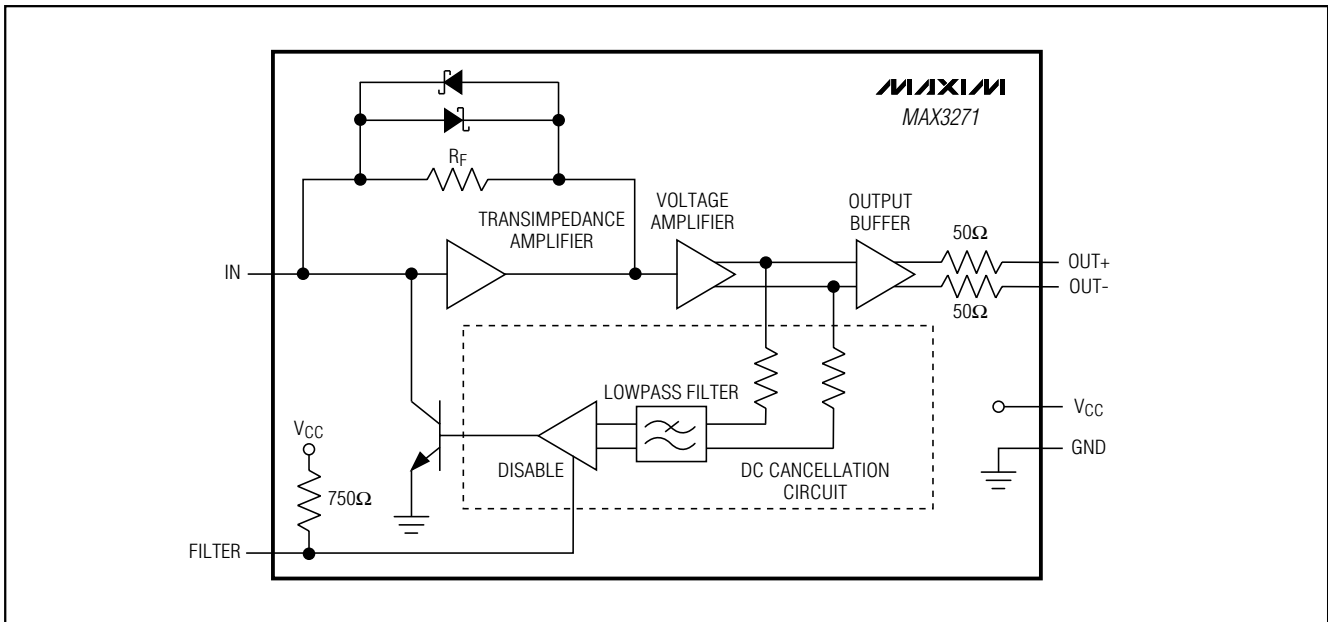 MAXIM
MAX3271
RF
TRANSIMPEDANCE
AMPLIFIER
VOLTAGE
AMPLIFIER
OUTPUT
BUFFER
50Ω
OUT+
OUT-
50Ω
IN
LOWPASS FILTER
VCC
VCC
GND
DISABLE
DC CANCELLATION
CIRCUIT
750Ω
FILTER